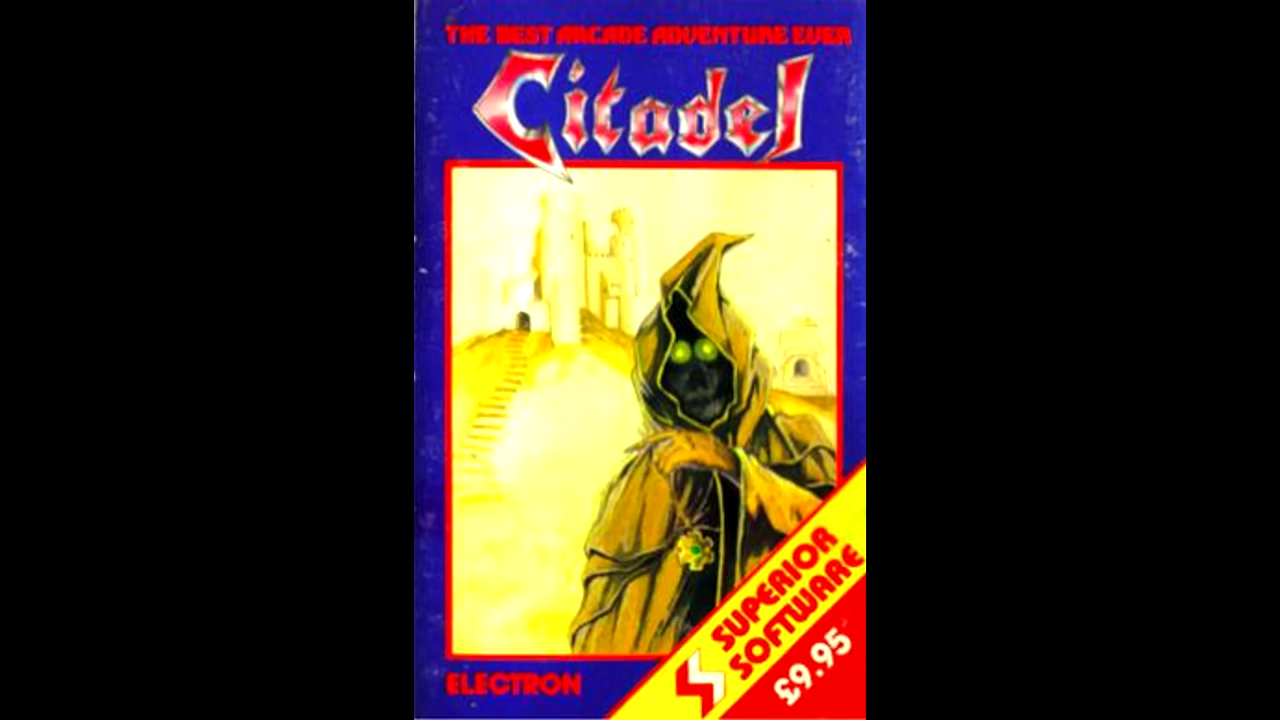 THE BEST ARCADE ADVENTURE EVER
Citadel
SUPERIOR
SOFTWARE
£9.95
ELECTRON